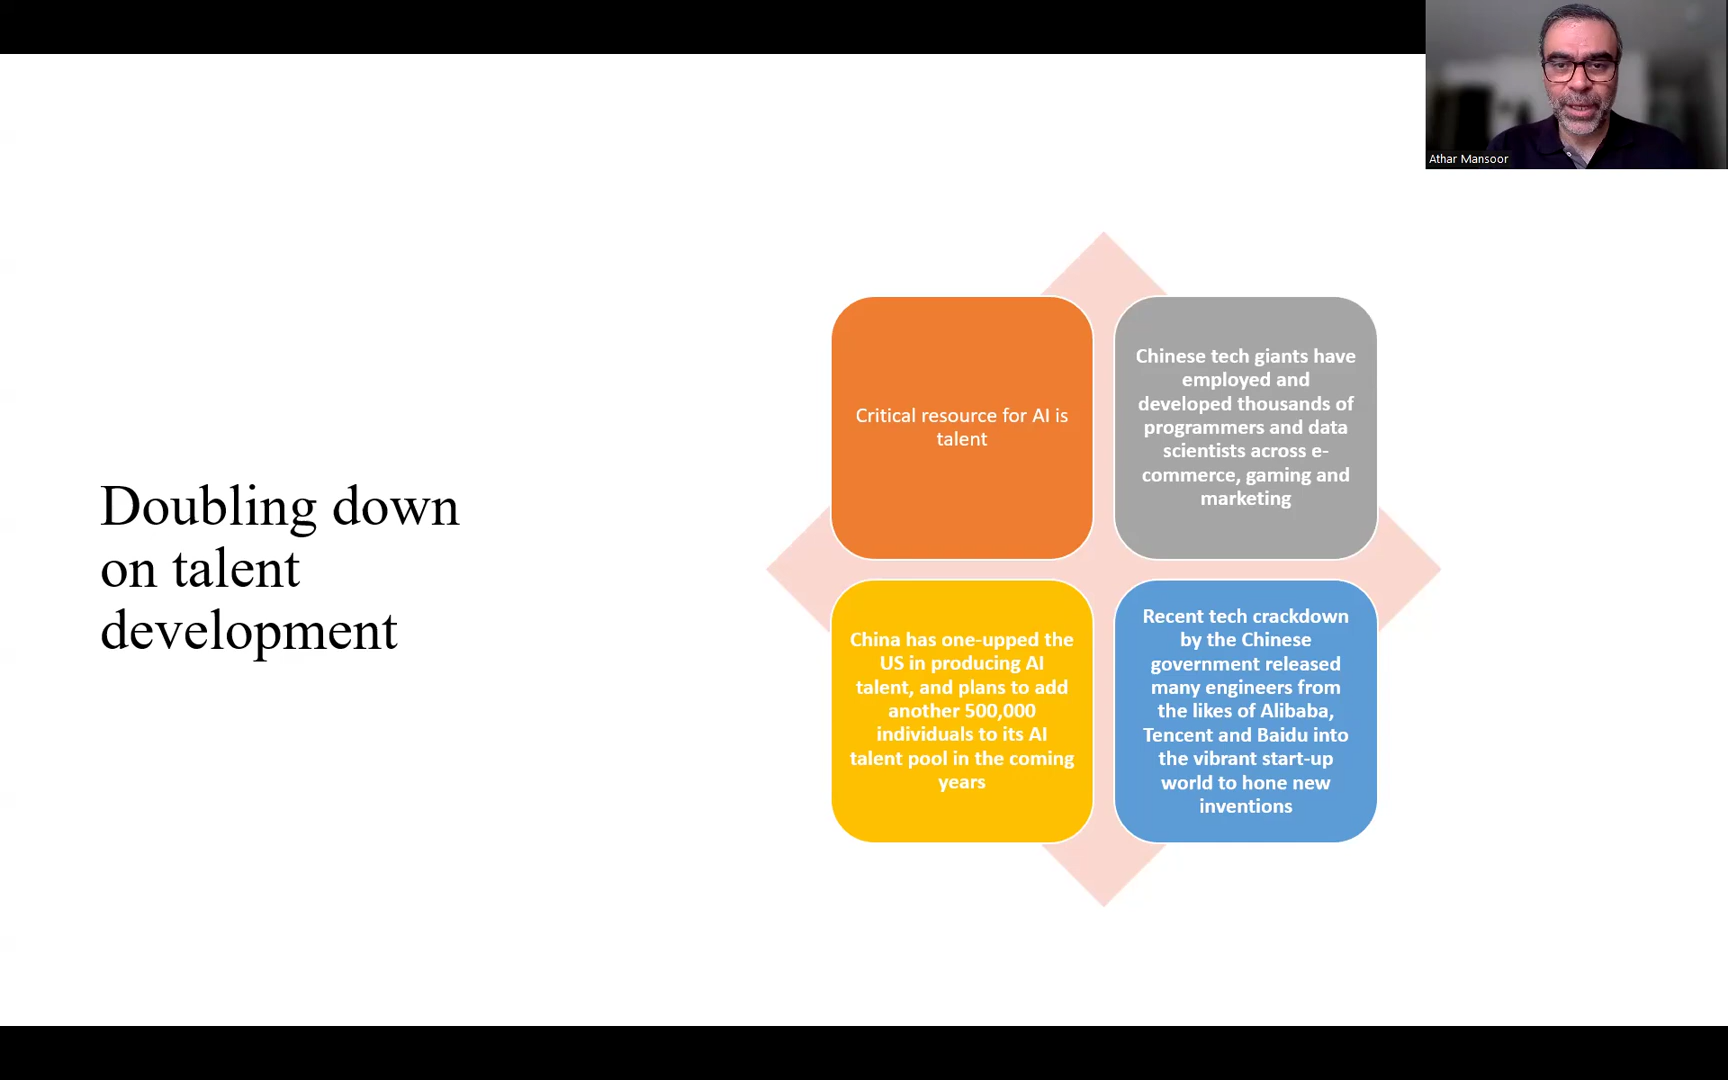 Athar Mansoor
Doubling down
on talent
development
Critical resource for AI is
talent
Chinese tech giants have
employed and
developed thousands of
programmers and data
scientists across e-
commerce, gaming and
marketing
China has one-upped the
US in producing AI
talent, and plans to add
another 500,000
individuals to its AI
talent pool in the coming
years
Recent tech crackdown
by the Chinese
government released
many engineers from
the likes of Alibaba,
Tencent and Baidu into
the vibrant start-up
world to hone new
inventions